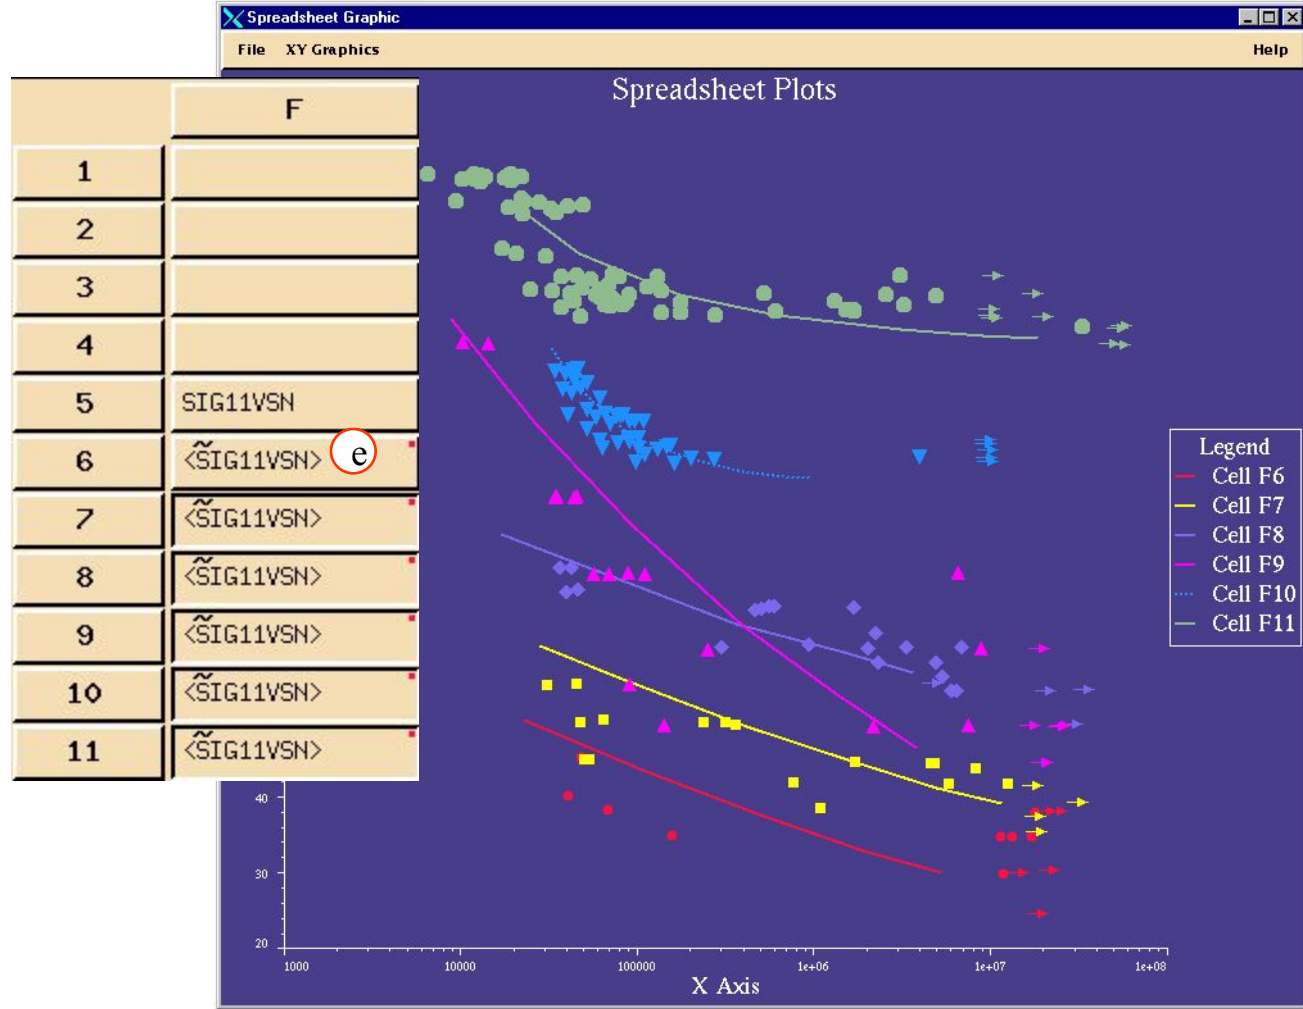 Spreadsheet Graphic
File XY Graphics Help
Spreadsheet Plots
F
1
2
3
4
5 SIG11VSN
6 <~SIG11VSN> e
7 <~SIG11VSN>
8 <~SIG11VSN>
9 <~SIG11VSN>
10 <~SIG11VSN>
11 <~SIG11VSN>
Legend
Cell F6
Cell F7
Cell F8
Cell F9
Cell F10
Cell F11
40
30
20
1000 10000 100000 1e+06 1e+07 1e+08
X Axis